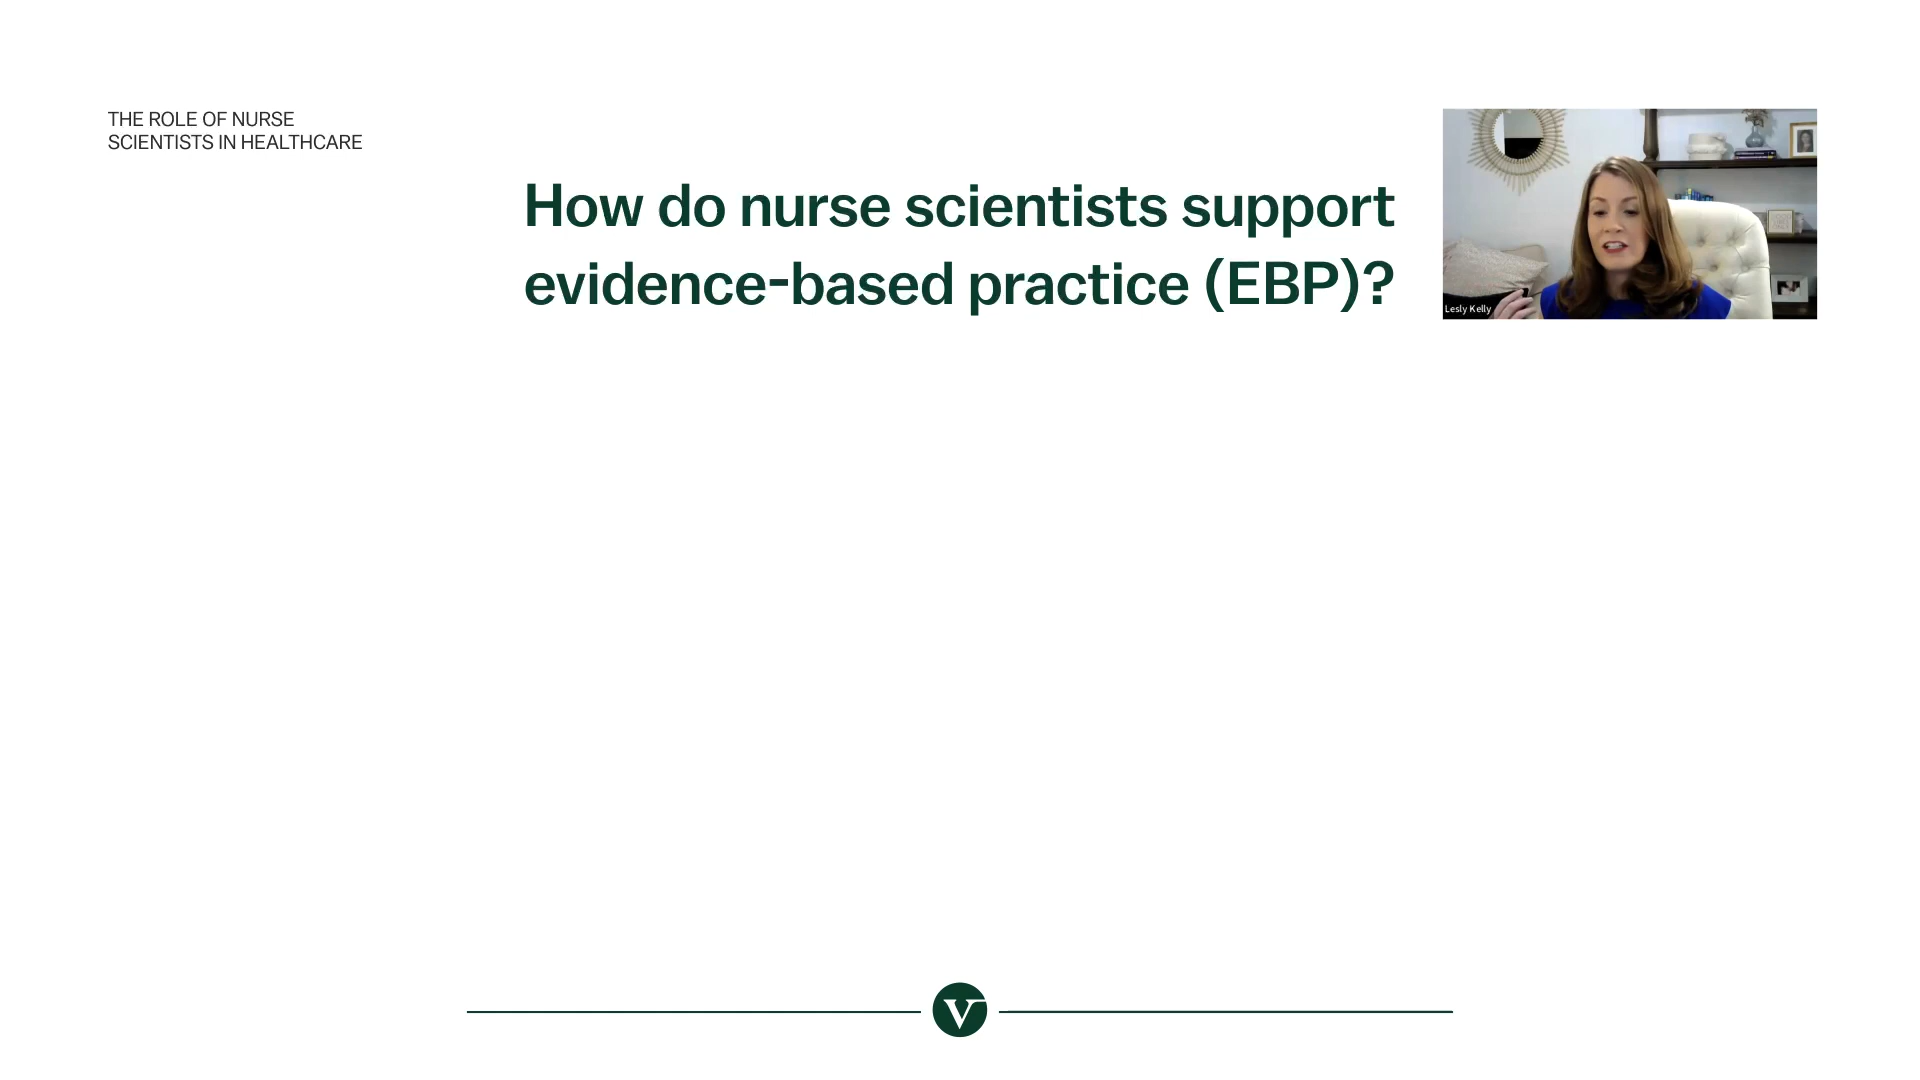 THE ROLE OF NURSE
SCIENTISTS IN HEALTHCARE
How do nurse scientists support
evidence-based practice (EBP)?
Lesly Kelly
V